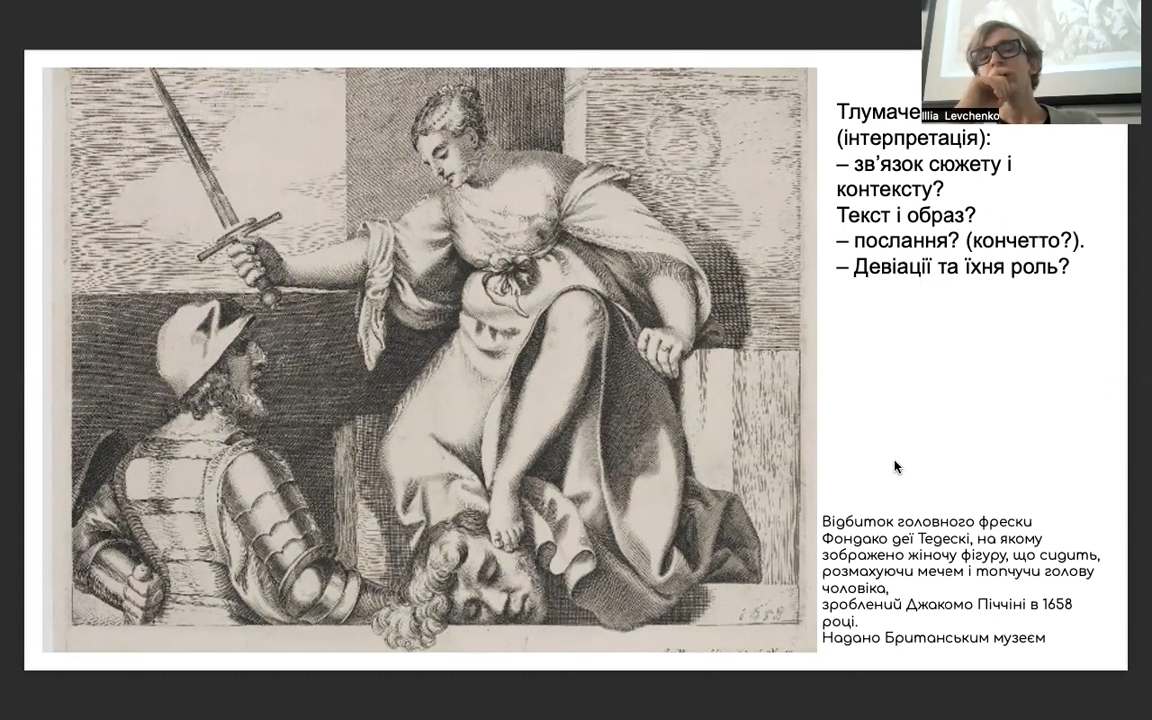 Illia Levchenko
Тлумаче
(інтерпретація):
– зв’язок сюжету і
контексту?
Текст і образ?
– послання? (кончетто?).
– Девіації та їхня роль?
1658
Відбиток головного фрески
Фондако деї Тедескі, на якому
зображено жіночу фігуру, що сидить,
розмахуючи мечем і топчучи голову
чоловіка,
зроблений Джакомо Піччіні в 1658
році.
Надано Британським музеєм